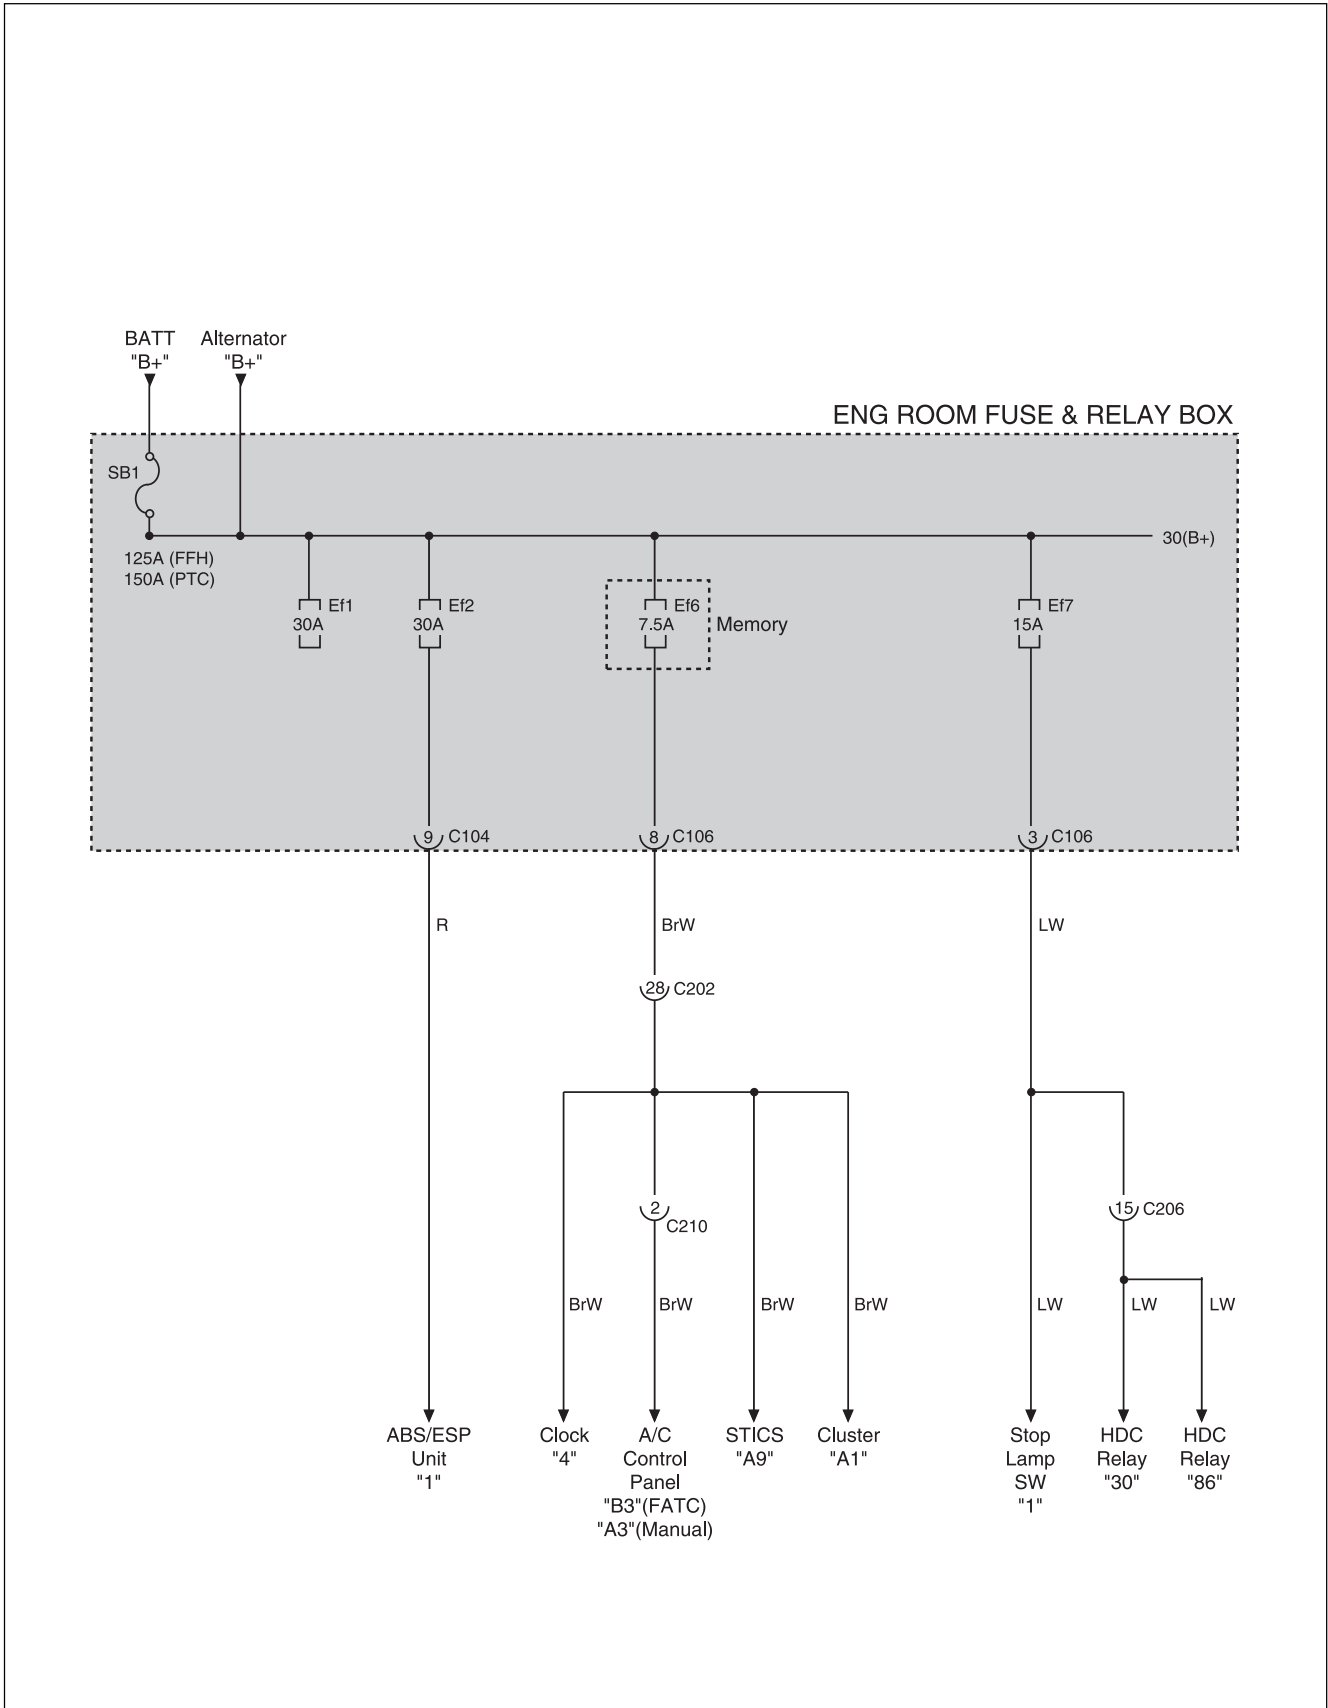 BATT
"B+"
Alternator
"B+"
ENG ROOM FUSE & RELAY BOX
SB1
125A (FFH)
150A (PTC)
30(B+)
Ef1
30A
Ef2
30A
Ef6
7.5A
Memory
Ef7
15A
9 C104
8 C106
3 C106
R
BrW
LW
28 C202
2
C210
15 C206
BrW
BrW
BrW
BrW
LW
LW
LW
ABS/ESP
Unit
"1"
Clock
"4"
A/C
Control
Panel
"B3"(FATC)
"A3"(Manual)
STICS
"A9"
Cluster
"A1"
Stop
Lamp
SW
"1"
HDC
Relay
"30"
HDC
Relay
"86"